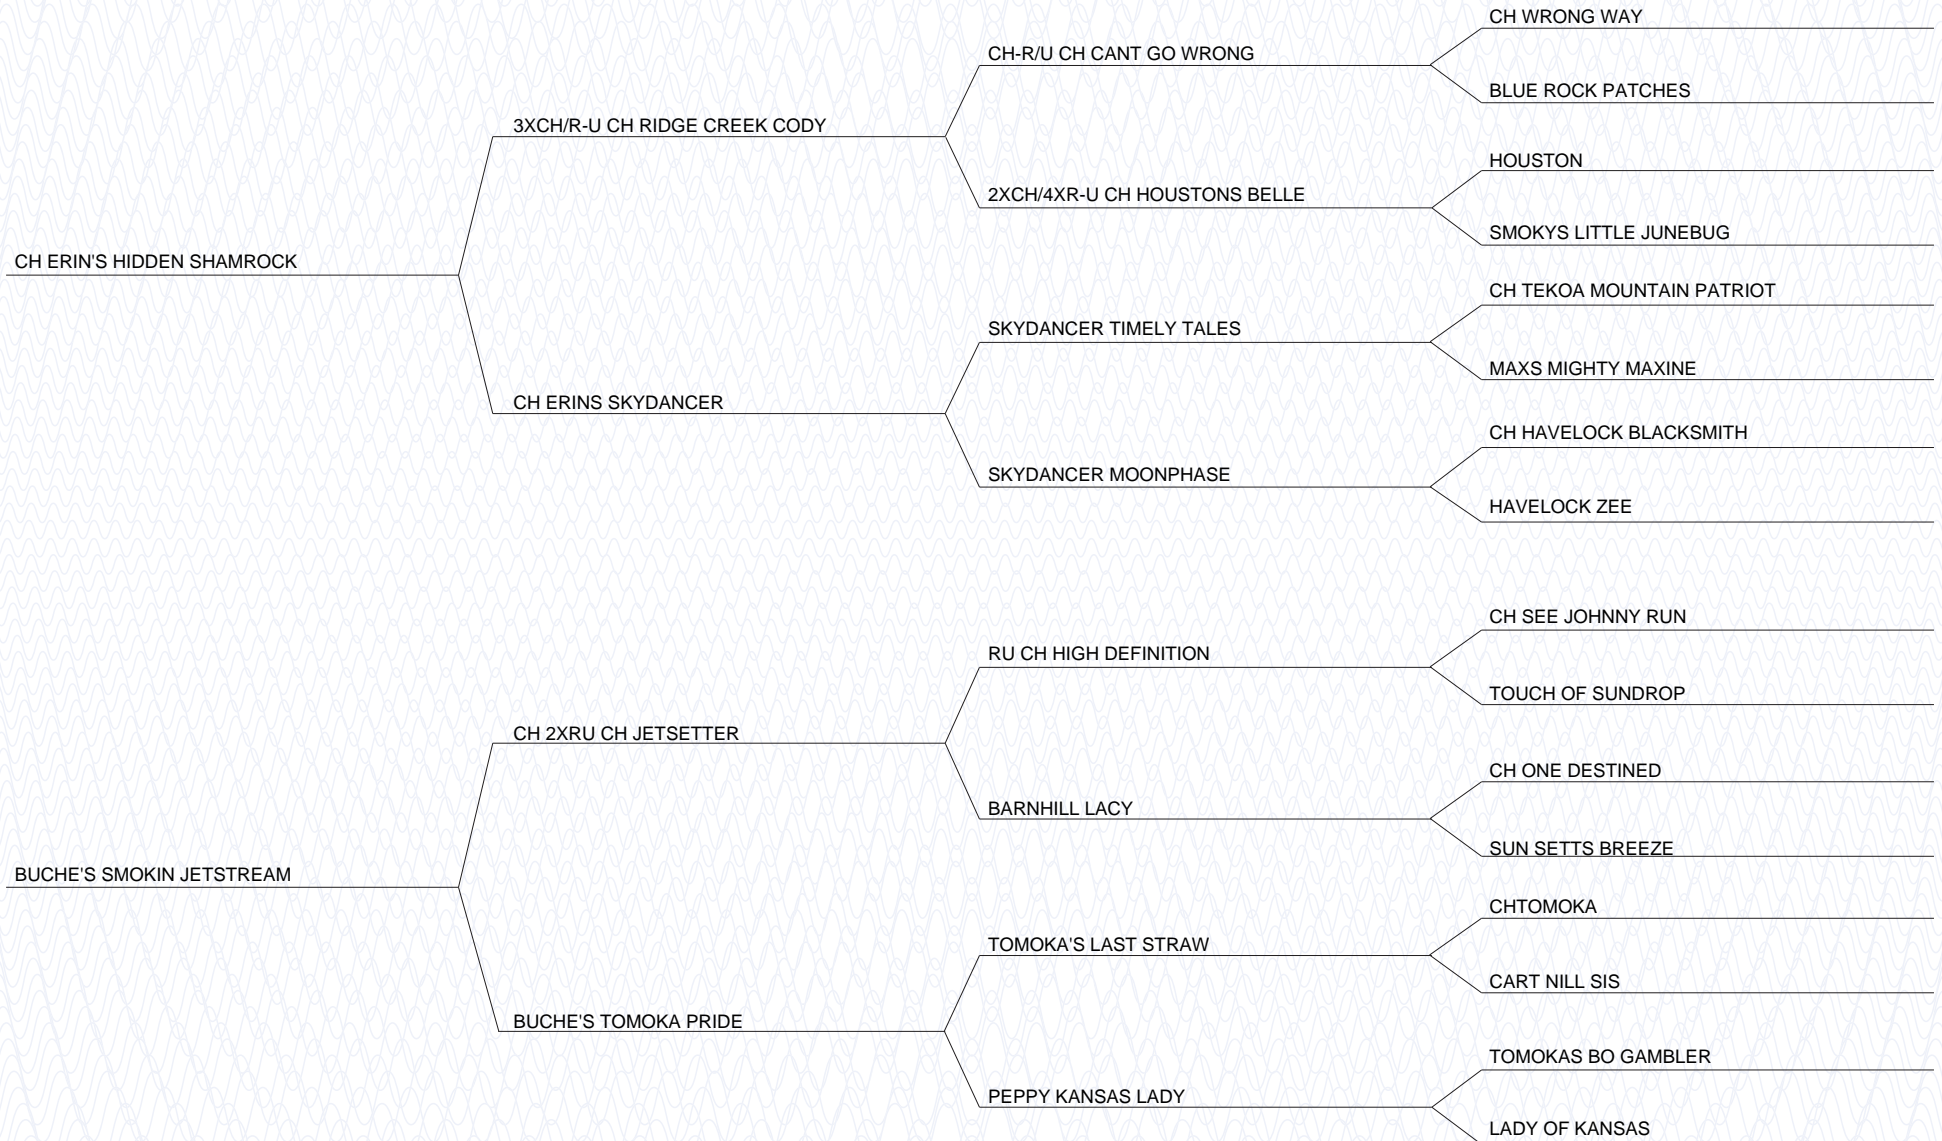 CH WRONG WAY
CH-R/U CH CANT GO WRONG
BLUE ROCK PATCHES
3XCH/R-U CH RIDGE CREEK CODY
HOUSTON
2XCH/4XR-U CH HOUSTONS BELLE
SMOKYS LITTLE JUNEBUG
CH ERIN'S HIDDEN SHAMROCK
CH TEKOA MOUNTAIN PATRIOT
SKYDANCER TIMELY TALES
MAXS MIGHTY MAXINE
CH ERINS SKYDANCER
CH HAVELOCK BLACKSMITH
SKYDANCER MOONPHASE
HAVELOCK ZEE
CH SEE JOHNNY RUN
RU CH HIGH DEFINITION
TOUCH OF SUNDROP
CH 2XRU CH JETSETTER
CH ONE DESTINED
BARNHILL LACY
SUN SETTS BREEZE
BUCHE'S SMOKIN JETSTREAM
CHTOMOKA
TOMOKA'S LAST STRAW
CART NILL SIS
BUCHE'S TOMOKA PRIDE
TOMOKAS BO GAMBLER
PEPPY KANSAS LADY
LADY OF KANSAS